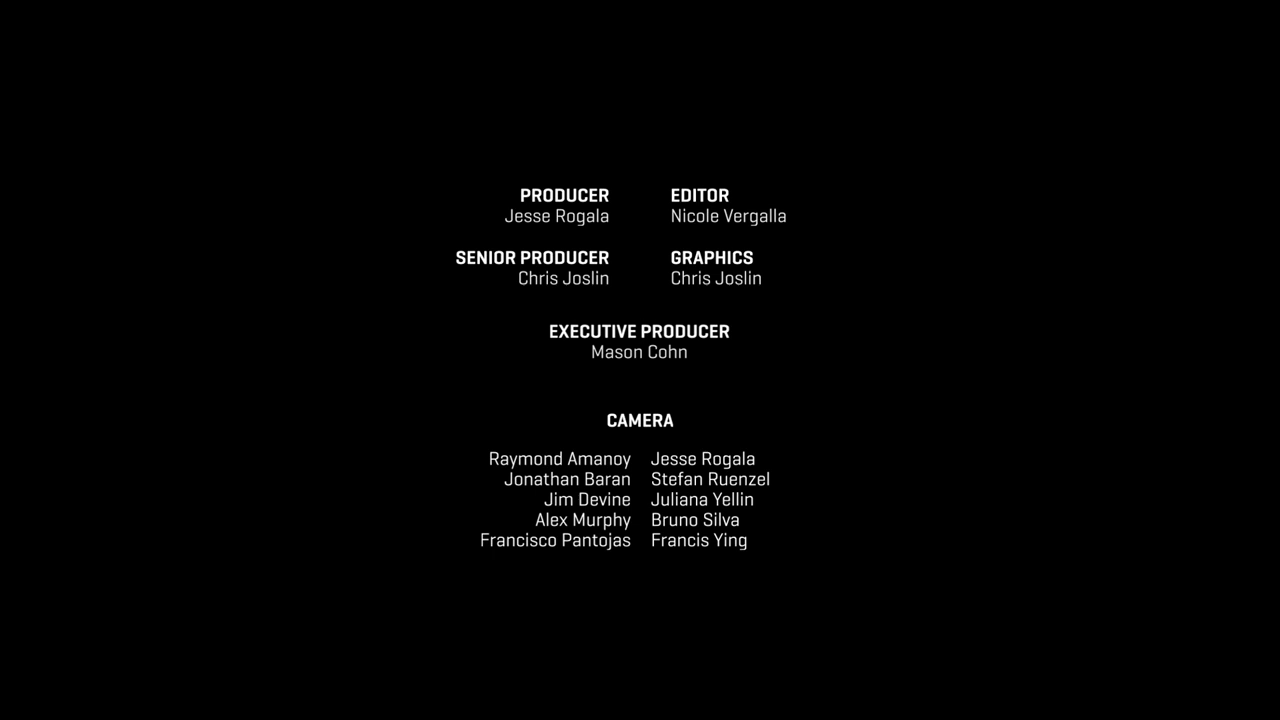 PRODUCER
Jesse Rogala
EDITOR
Nicole Vergalla
SENIOR PRODUCER
Chris Joslin
GRAPHICS
Chris Joslin
EXECUTIVE PRODUCER
Mason Cohn
CAMERA
Raymond Amanoy
Jonathan Baran
Jim Devine
Alex Murphy
Francisco Pantojas
Jesse Rogala
Stefan Ruenzel
Juliana Yellin
Bruno Silva
Francis Ying